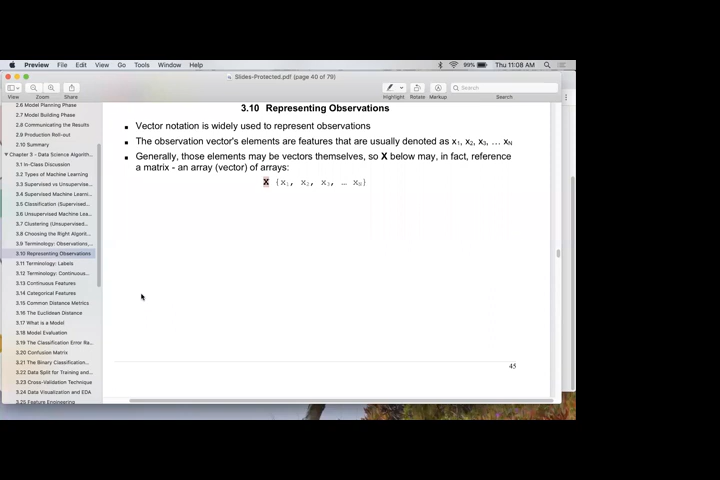 Preview File Edit View Go Tools Window Help 99% Thu 11:08 AM
Slides-Protected.pdf (page 40 of 79)
View Zoom Share Highlight Rotate Markup Search
Search
2.6 Model Planning Phase
2.7 Model Building Phase
2.8 Communicating the Results
2.9 Production Roll-out
2.10 Summary
Chapter 3 - Data Science Algorith...
3.1 In-Class Discussion
3.2 Types of Machine Learning
3.3 Supervised vs Unsupervise...
3.4 Supervised Machine Learni...
3.5 Classification (Supervised...
3.6 Unsupervised Machine Lea...
3.7 Clustering (Unsupervised...
3.8 Choosing the Right Algorit...
3.9 Terminology: Observations,...
3.10 Representing Observations
3.11 Terminology: Labels
3.12 Terminology: Continuous...
3.13 Continuous Features
3.14 Categorical Features
3.15 Common Distance Metrics
3.16 The Euclidean Distance
3.17 What is a Model
3.18 Model Evaluation
3.19 The Classification Error Ra...
3.20 Confusion Matrix
3.21 The Binary Classification...
3.22 Data Split for Training and...
3.23 Cross-Validation Technique
3.24 Data Visualization and EDA
3.25 Feature Engineering
3.10 Representing Observations
▪ Vector notation is widely used to represent observations
▪ The observation vector's elements are features that are usually denoted as x₁, x₂, x₃, … x_N
▪ Generally, those elements may be vectors themselves, so X below may, in fact, reference
a matrix - an array (vector) of arrays:
X {x₁, x₂, x₃, … x_N}
45